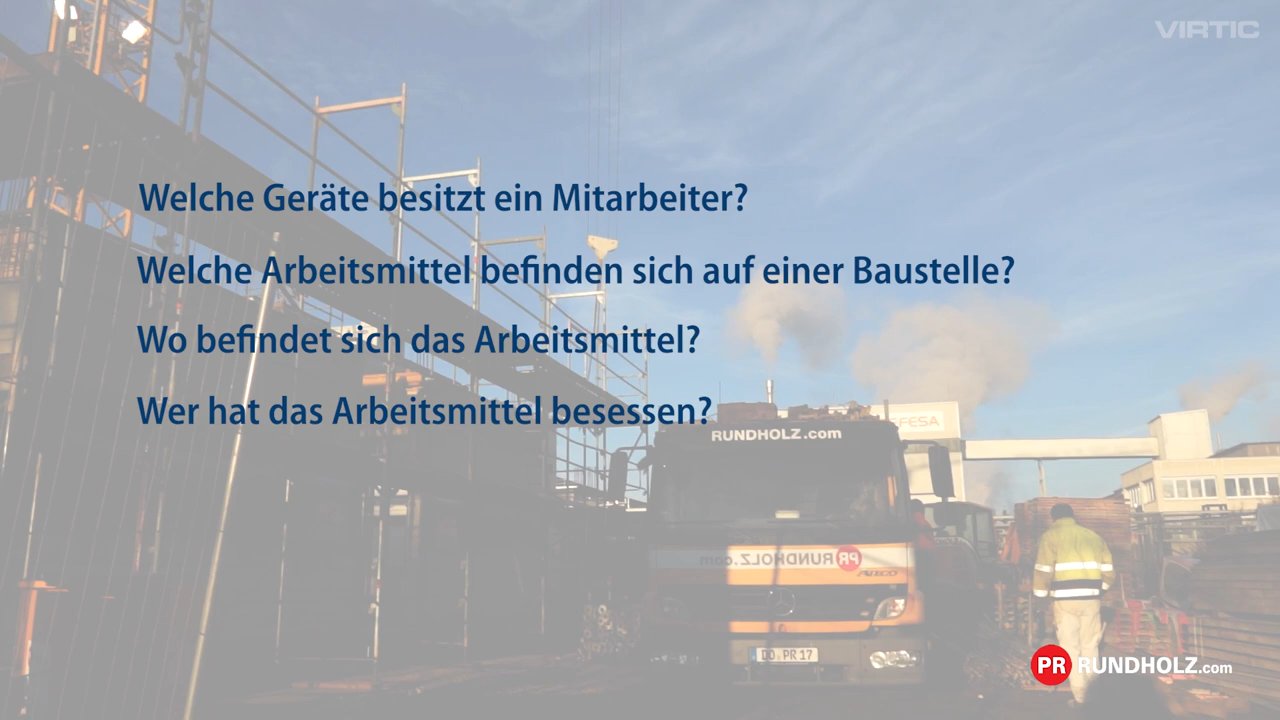 VIRTIC
Welche Geräte besitzt ein Mitarbeiter?
Welche Arbeitsmittel befinden sich auf einer Baustelle?
Wo befindet sich das Arbeitsmittel?
Wer hat das Arbeitsmittel besessen?
RUNDHOLZ.com
PR RUNDHOLZ.com
DO PR 17
PR RUNDHOLZ.com